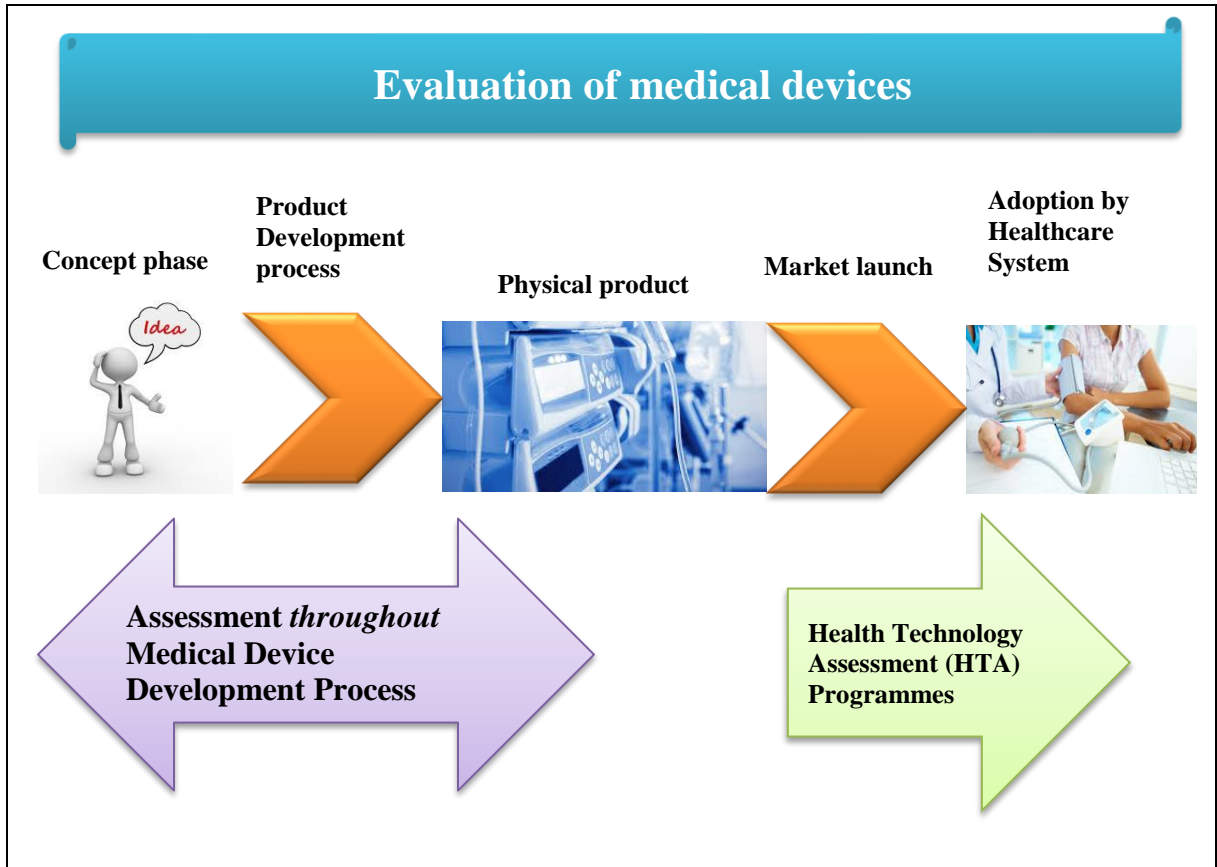 Evaluation of medical devices
Concept phase
Product
Development
process
Physical product
Market launch
Adoption by
Healthcare
System
Idea
Assessment throughout
Medical Device
Development Process
Health Technology
Assessment (HTA)
Programmes